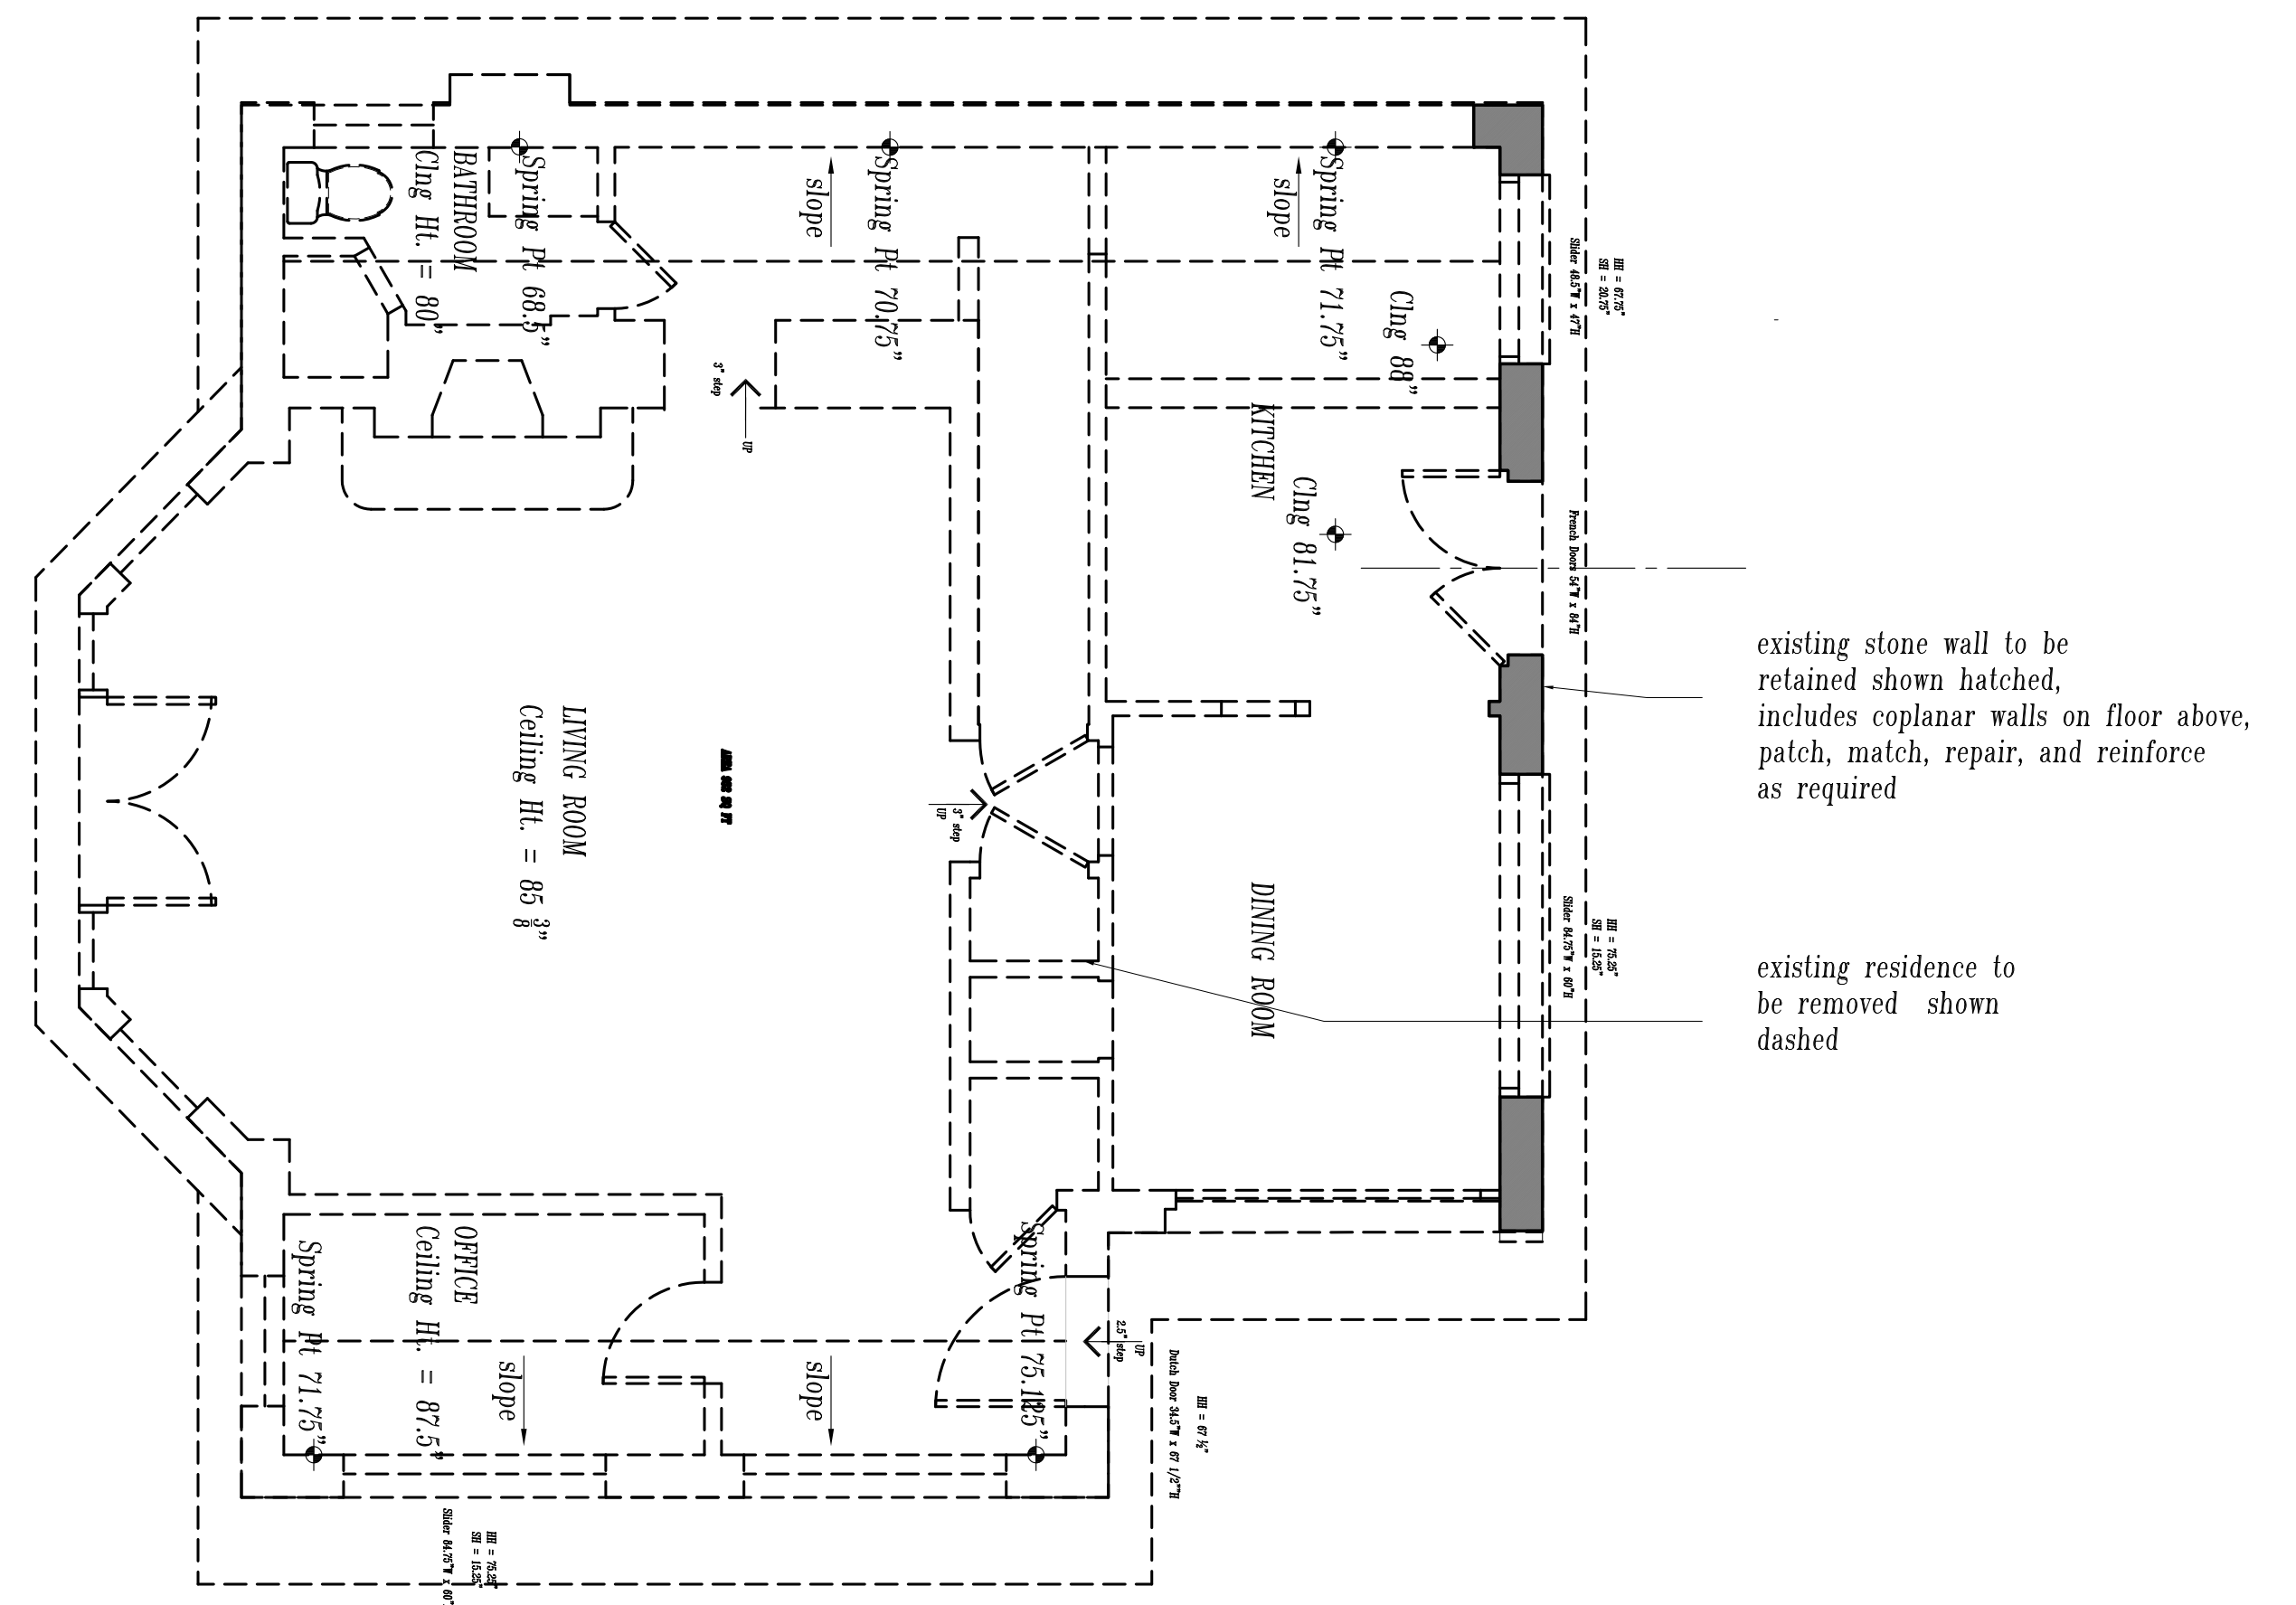 BATHROOM
Clng Ht. = 80"
Spring Pt 68.5"
slope
Spring Pt 70.75"
slope
Spring Pt 71.75"
Clng 88"
HH = 67.75"
SH = 20.75"
Slider 48.5"W x 47"H
3" step
UP
KITCHEN
Clng 81.75"
French Doors 54"W x 84"H
existing stone wall to be
retained shown hatched,
includes coplanar walls on floor above,
patch, match, repair, and reinforce
as required
LIVING ROOM
Ceiling Ht. = 85 3/8"
3" step
UP
DINING ROOM
HH = 75.25"
SH = 15.25"
Slider 84.75"W x 60"H
existing residence to
be removed shown
dashed
OFFICE
Ceiling Ht. = 87.5"
Spring Pt 71.75"
slope
slope
Spring Pt 75.125"
2.5" step
UP
HH = 67 ½"
Dutch Door 34.5"W x 67 1/2"H
HH = 75.25"
SH = 15.25"
Slider 84.75"W x 60"